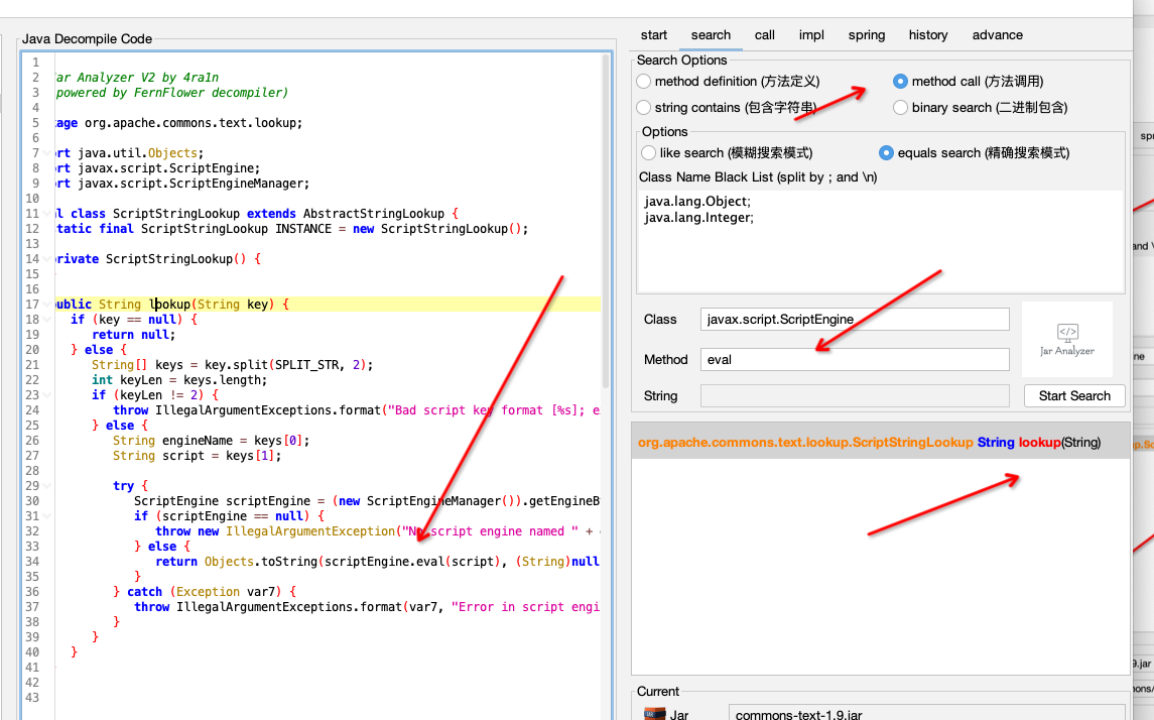 Java Decompile Code
1
2 'ar Analyzer V2 by 4ra1n
3 powered by FernFlower decompiler)
4
5 age org.apache.commons.text.lookup;
6
7 rt java.util.Objects;
8 rt javax.script.ScriptEngine;
9 rt javax.script.ScriptEngineManager;
10
11 l class ScriptStringLookup extends AbstractStringLookup {
12 tatic final ScriptStringLookup INSTANCE = new ScriptStringLookup();
13
14 rivate ScriptStringLookup() {
15
16
17 ublic String lookup(String key) {
18 if (key == null) {
19 return null;
20 } else {
21 String[] keys = key.split(SPLIT_STR, 2);
22 int keyLen = keys.length;
23 if (keyLen != 2) {
24 throw IllegalArgumentExceptions.format("Bad script key format [%s]; e
25 } else {
26 String engineName = keys[0];
27 String script = keys[1];
28
29 try {
30 ScriptEngine scriptEngine = (new ScriptEngineManager()).getEngineB
31 if (scriptEngine == null) {
32 throw new IllegalArgumentException("No script engine named " +
33 } else {
34 return Objects.toString(scriptEngine.eval(script), (String)null
35 }
36 } catch (Exception var7) {
37 throw IllegalArgumentExceptions.format(var7, "Error in script engi
38 }
39 }
40 }
41
42
43
start search call impl spring history advance
Search Options
method definition (方法定义) method call (方法调用)
string contains (包含字符串) binary search (二进制包含)
Options
like search (模糊搜索模式) equals search (精确搜索模式)
Class Name Black List (split by ; and \n)
java.lang.Object;
java.lang.Integer;
Class javax.script.ScriptEngine
</> Jar Analyzer
Method eval
String Start Search
org.apache.commons.text.lookup.ScriptStringLookup String lookup(String)
Current
Jar commons-text-1.9.jar
spr
and \
ne
p.Sc
9.jar
nons/